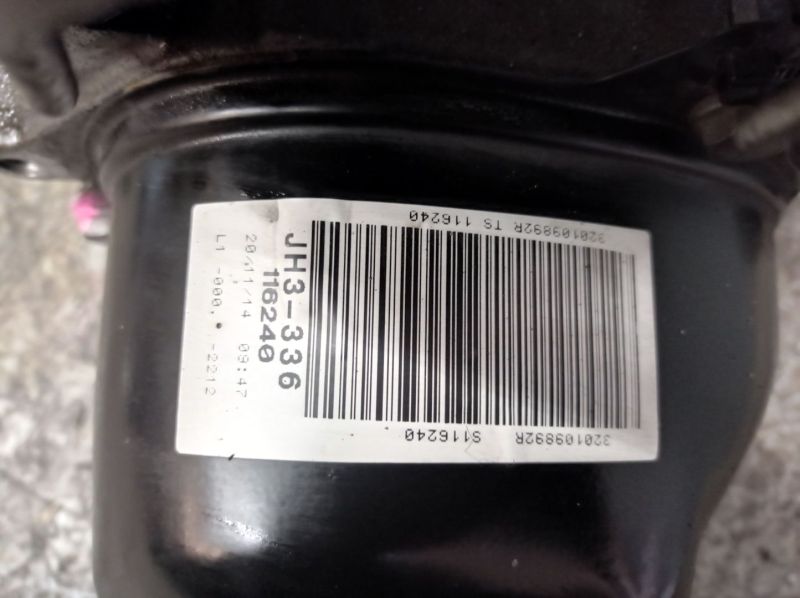 JH3-336
116240
20/11/14 09:47
L1 -000, -2212
320109892R TS 116240
320109892R S116240